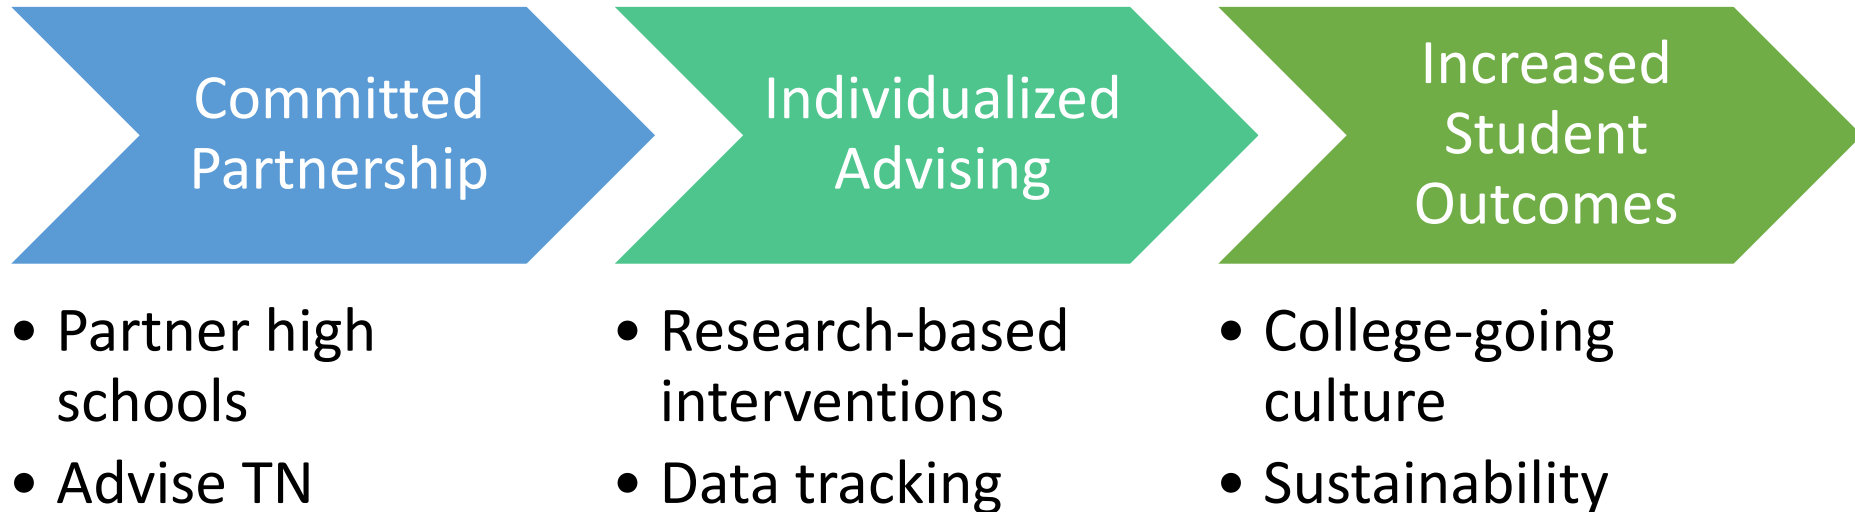 Committed
Partnership
• Partner high
schools
• Advise TN
Individualized
Advising
• Research-based
interventions
• Data tracking
Increased
Student
Outcomes
• College-going
culture
• Sustainability